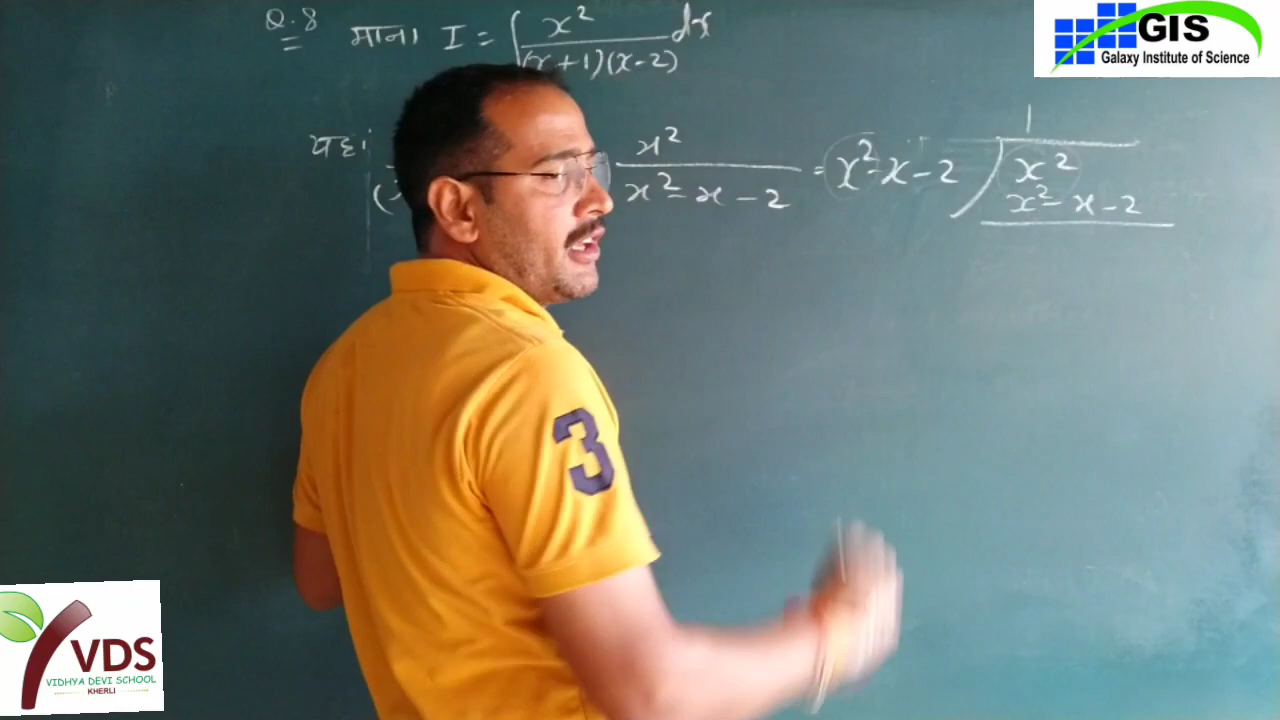 Q.8 माना I = ∫ x² / (x+1)(x-2) dx
यहाँ x² / x² - x - 2 = x² - x - 2 ) x² ( 1
x² - x - 2
3
GIS
Galaxy Institute of Science
VDS
VIDHYA DEVI SCHOOL
KHERLI